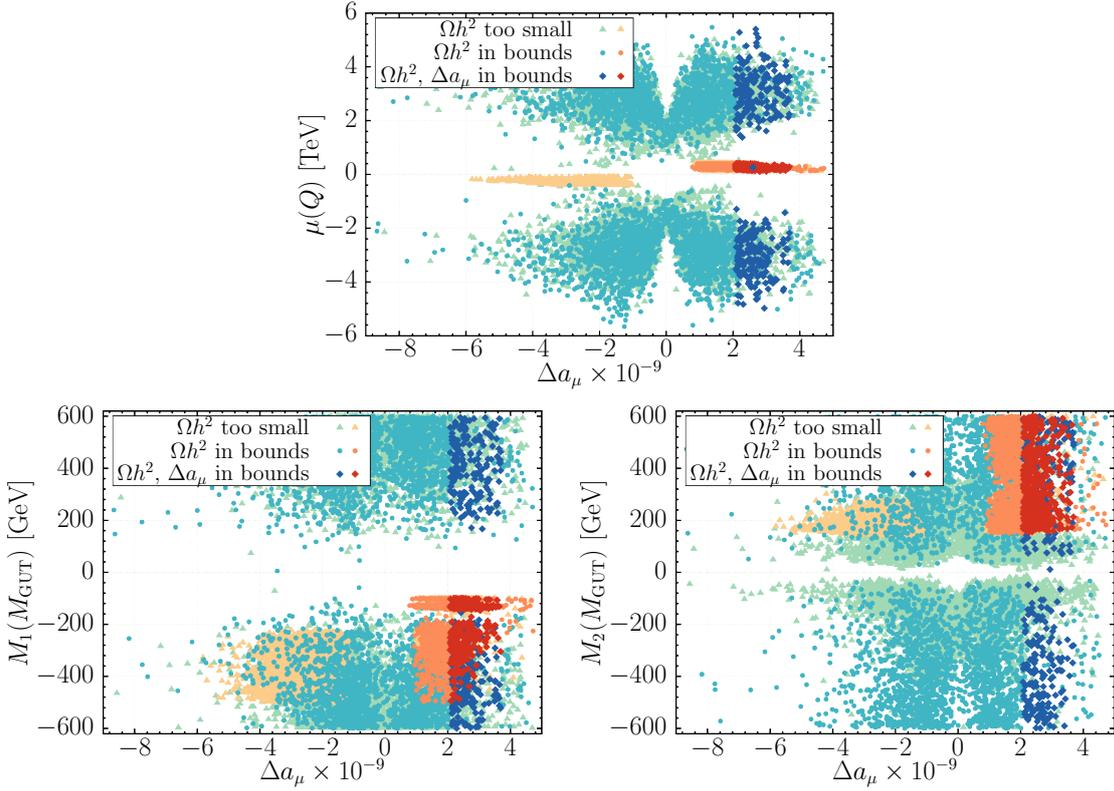 6
4
2
0
−2
−4
−6
μ(Q) [TeV]
Ωh² too small
Ωh² in bounds
Ωh², Δaμ in bounds
−8 −6 −4 −2 0 2 4
Δaμ × 10⁻⁹
600
400
200
0
−200
−400
−600
M₁(M_GUT) [GeV]
Ωh² too small
Ωh² in bounds
Ωh², Δaμ in bounds
−8 −6 −4 −2 0 2 4
Δaμ × 10⁻⁹
600
400
200
0
−200
−400
−600
M₂(M_GUT) [GeV]
Ωh² too small
Ωh² in bounds
Ωh², Δaμ in bounds
−8 −6 −4 −2 0 2 4
Δaμ × 10⁻⁹